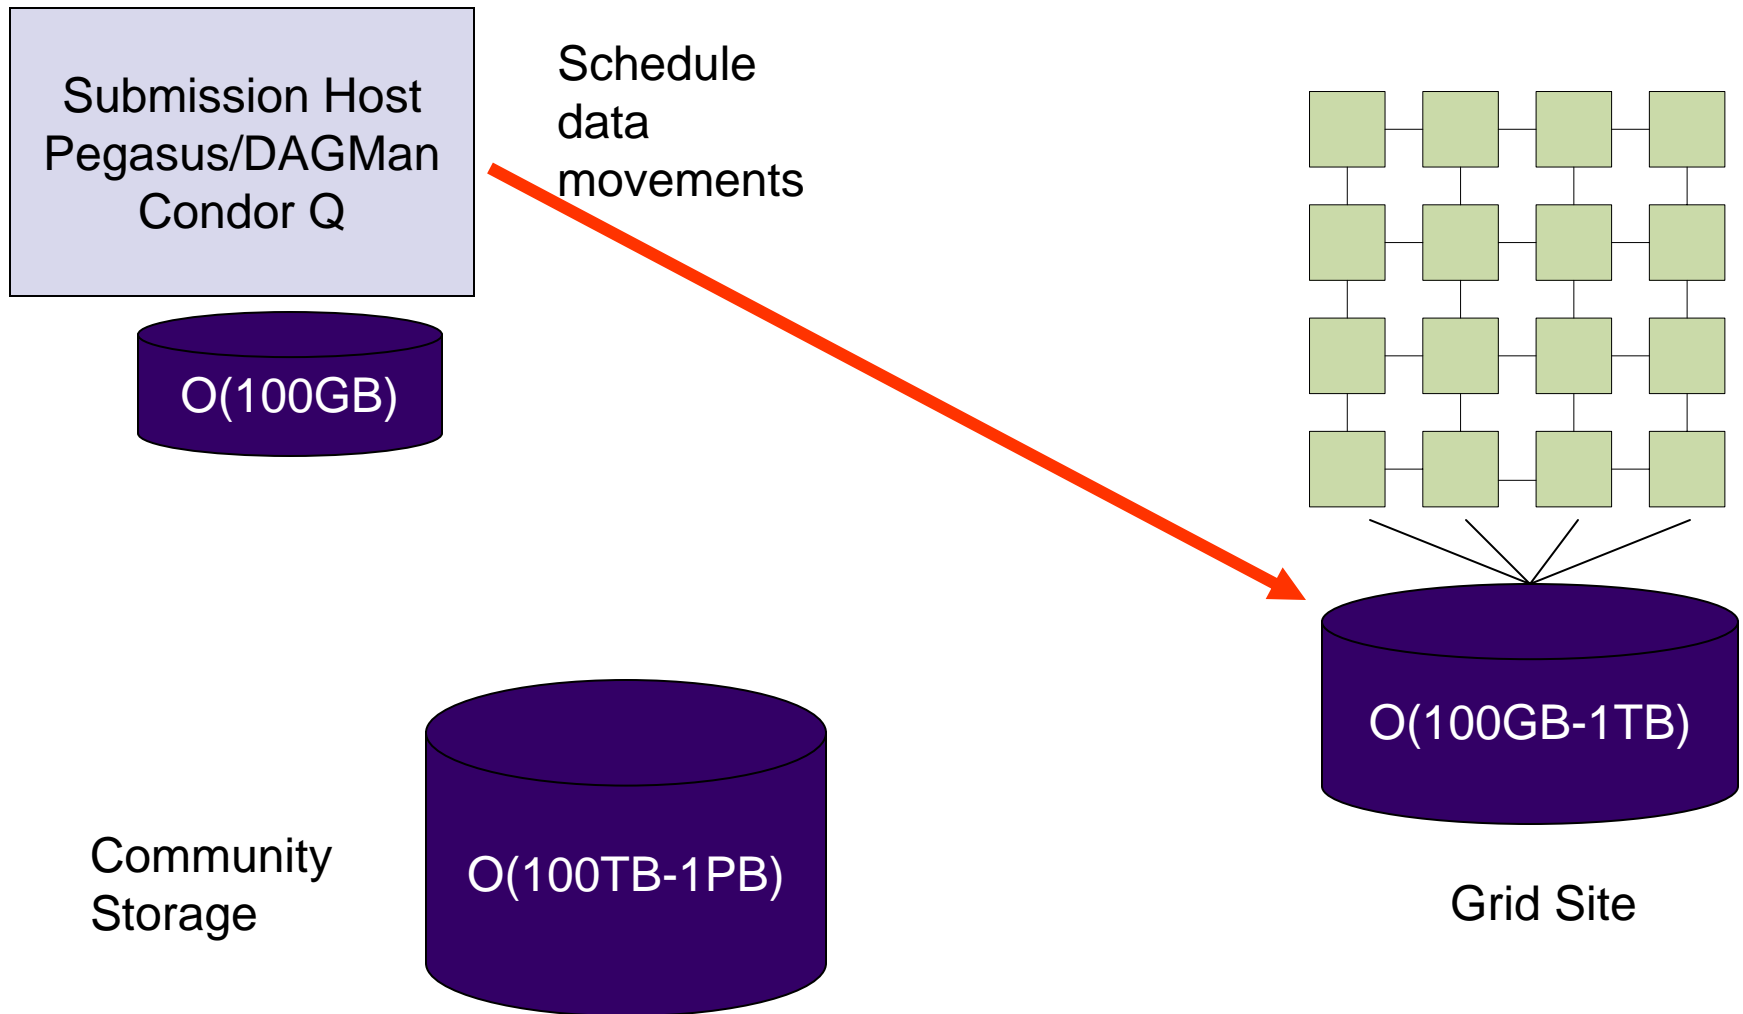 Submission Host
Pegasus/DAGMan
Condor Q
Schedule
data
movements
O(100GB)
O(100GB-1TB)
Community
Storage
O(100TB-1PB)
Grid Site